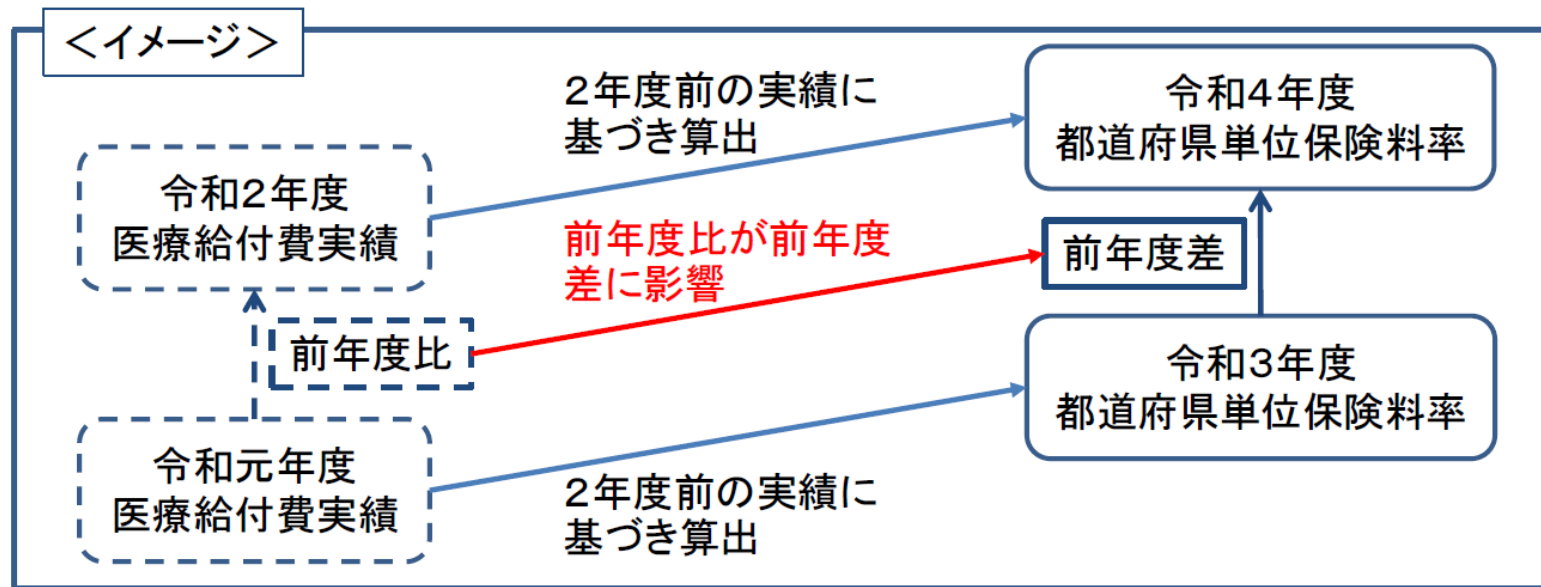 ＜イメージ＞
2年度前の実績に
基づき算出
令和4年度
都道府県単位保険料率
令和2年度
医療給付費実績
前年度比が前年度
差に影響
前年度差
前年度比
令和3年度
都道府県単位保険料率
令和元年度
医療給付費実績
2年度前の実績に
基づき算出